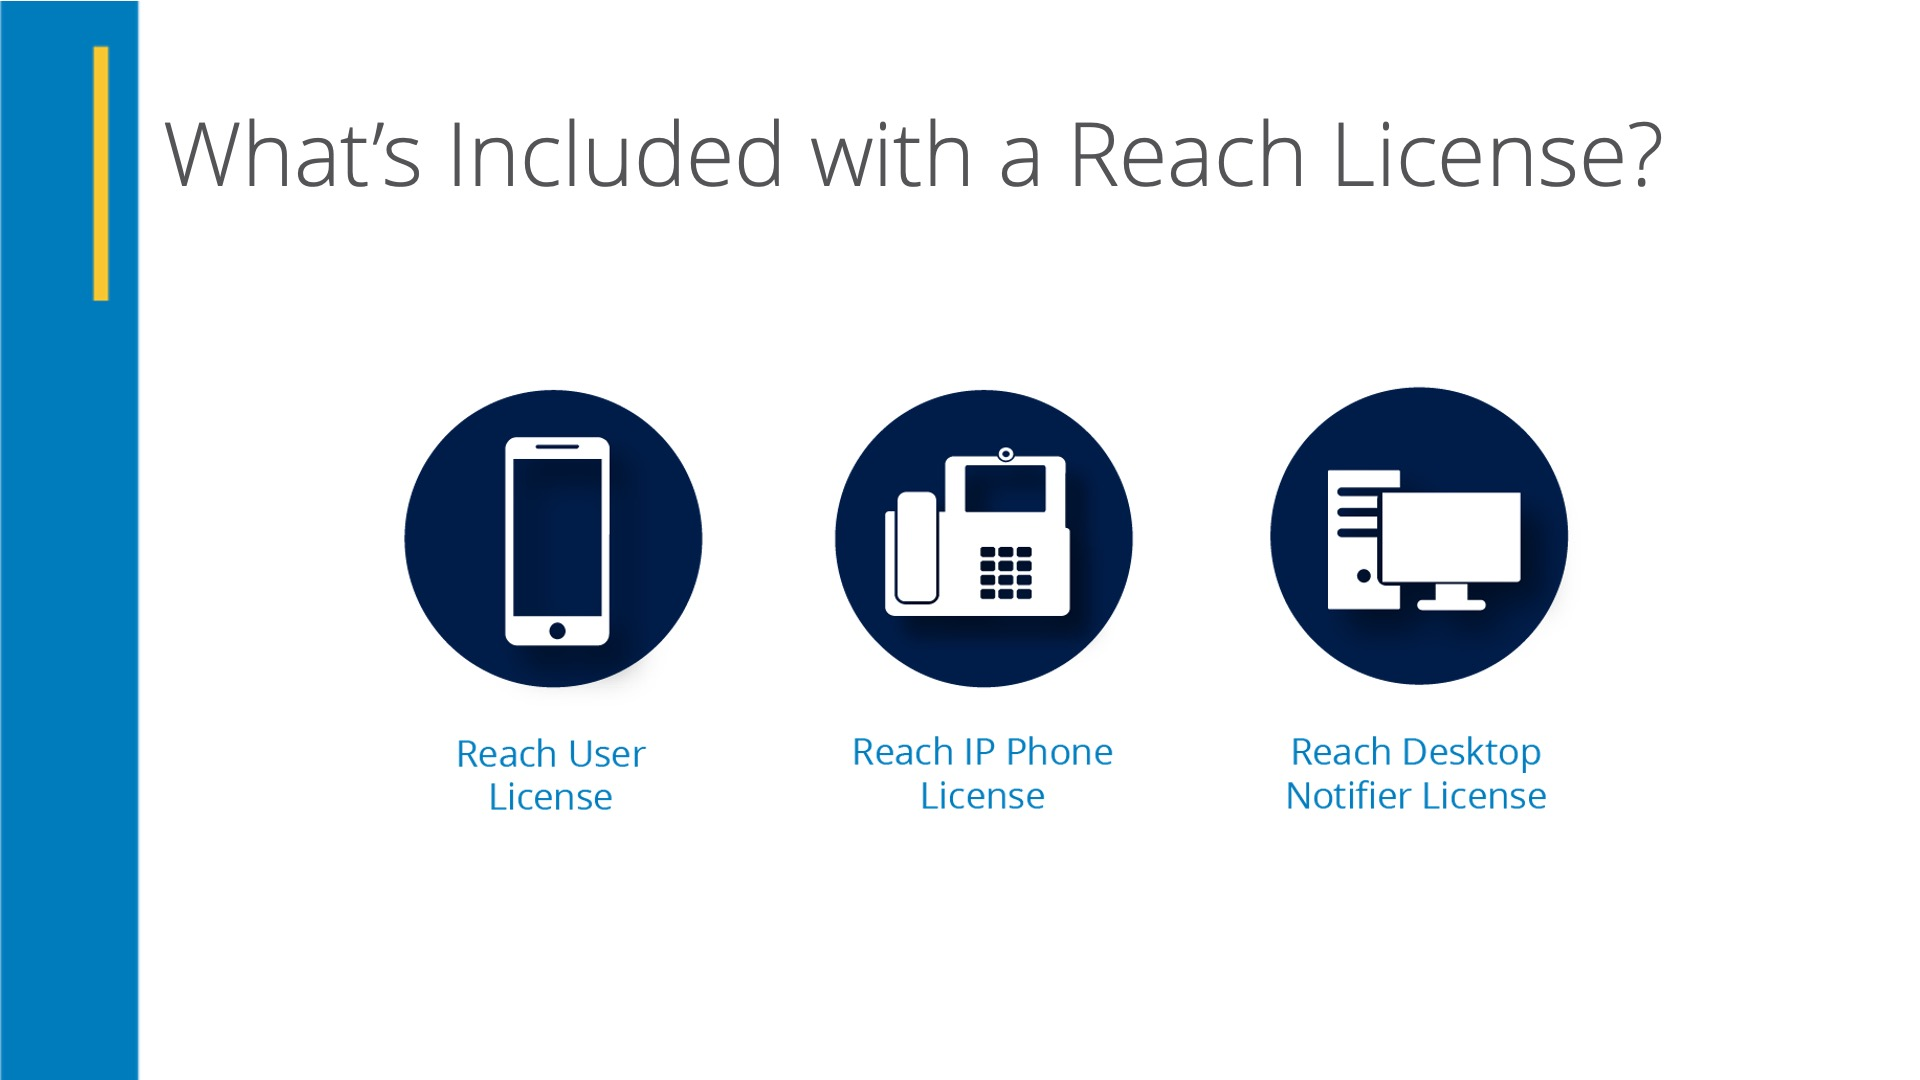 What’s Included with a Reach License?
Reach User
License
Reach IP Phone
License
Reach Desktop
Notifier License